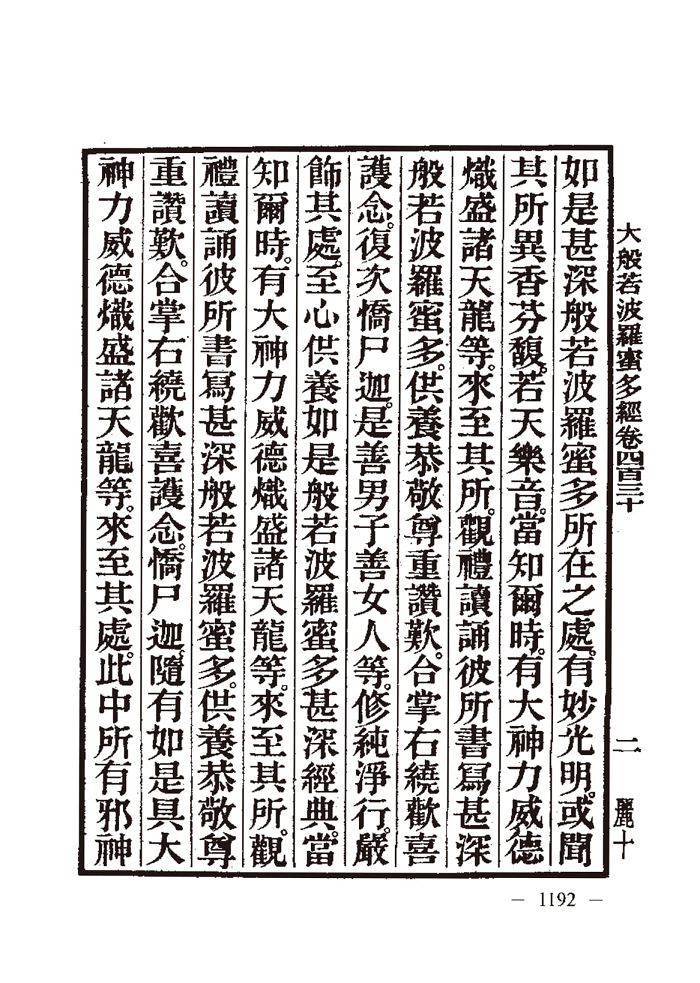 大般若波羅蜜多經卷四百三十
二
麗十
如是甚深般若波羅蜜多所在之處。有妙光明。或聞
其所異香芬馥。若天樂音。當知爾時。有大神力威德
熾盛諸天龍等。來至其所。觀禮讀誦彼所書寫甚深
般若波羅蜜多。供養恭敬尊重讚歎。合掌右繞歡喜
護念。復次憍尸迦。是善男子善女人等。修純淨行。嚴
飾其處。至心供養如是般若波羅蜜多甚深經典。當
知爾時。有大神力威德熾盛諸天龍等。來至其所。觀
禮讀誦彼所書寫甚深般若波羅蜜多。供養恭敬尊
重讚歎。合掌右繞歡喜護念。憍尸迦。隨有如是具大
神力威德熾盛諸天龍等。來至其處。此中所有邪神
— 1192 —